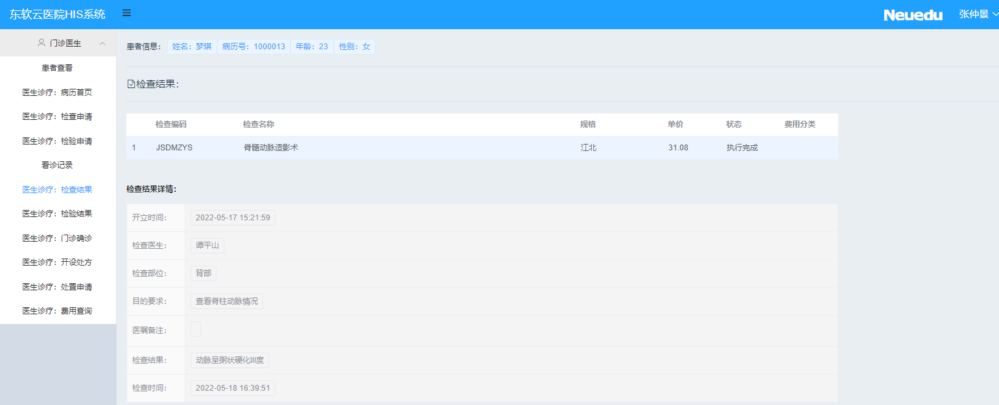 东软云医院HIS系统
Neuedu
张仲景
门诊医生
患者查看
医生诊疗：病历首页
医生诊疗：检查申请
医生诊疗：检验申请
看诊记录
医生诊疗：检查结果
医生诊疗：检验结果
医生诊疗：门诊确诊
医生诊疗：开设处方
医生诊疗：处置申请
医生诊疗：费用查询
患者信息： 姓名：梦琪 病历号：1000013 年龄：23 性别：女
检查结果：
检查编码 检查名称 规格 单价 状态 费用分类
1 JSDMZYS 脊髓动脉造影术 江北 31.08 执行完成
检查结果详情：
开立时间： 2022-05-17 15:21:59
检查医生： 谭平山
检查部位： 背部
目的要求： 查看脊柱动脉情况
医嘱备注：
检查结果： 动脉呈粥状硬化III度
检查时间： 2022-05-18 16:39:51